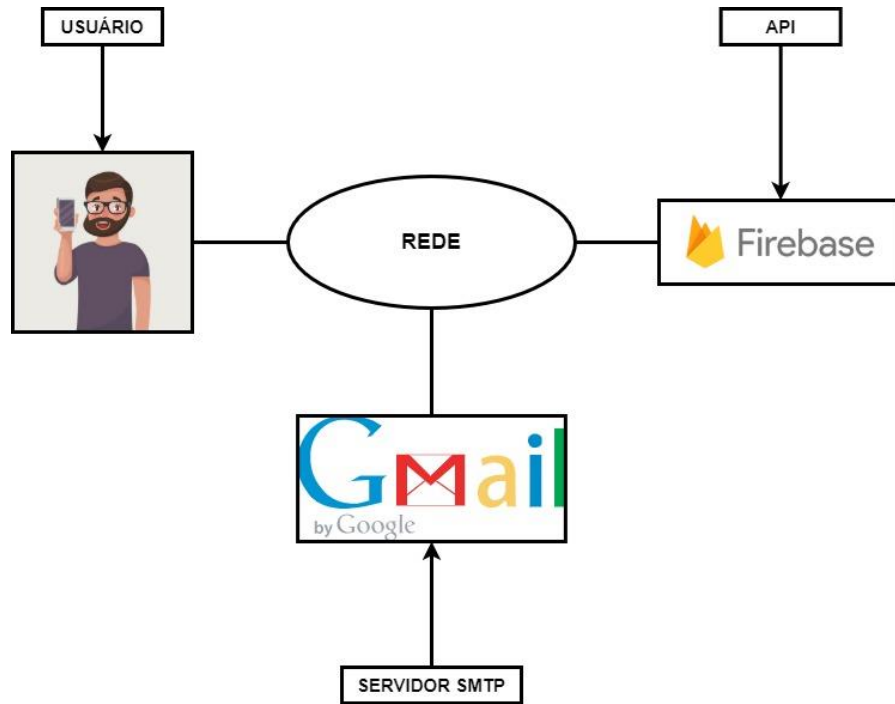 USUÁRIO
API
REDE
Firebase
Gmail
by Google
SERVIDOR SMTP